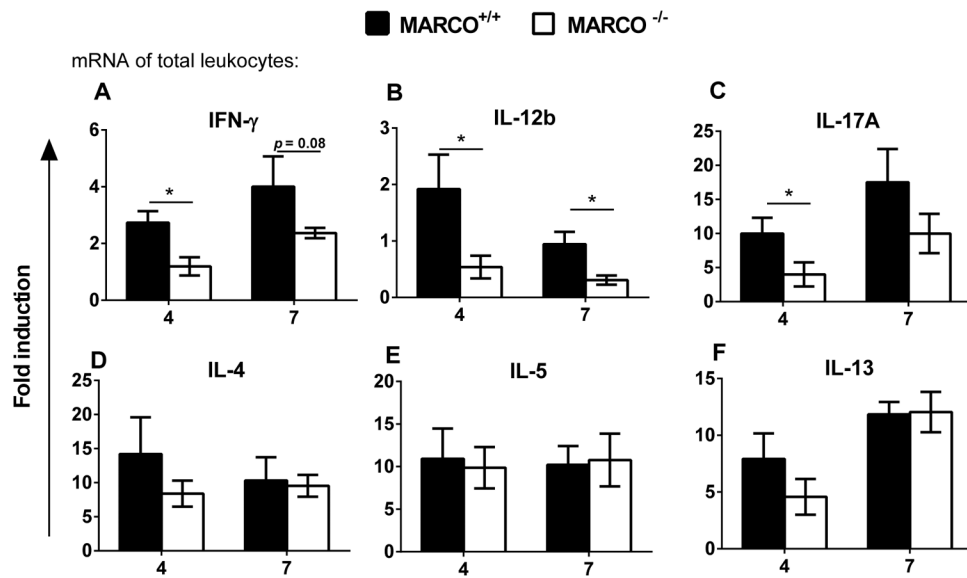 MARCO+/+ MARCO -/-
mRNA of total leukocytes:
Fold induction
A
IFN-γ
6
4
2
0
*
p = 0.08
4 7
B
IL-12b
3
2
1
0
*
*
4 7
C
IL-17A
25
20
15
10
5
0
*
4 7
D
IL-4
25
20
15
10
5
0
4 7
E
IL-5
20
15
10
5
0
4 7
F
IL-13
15
10
5
0
4 7